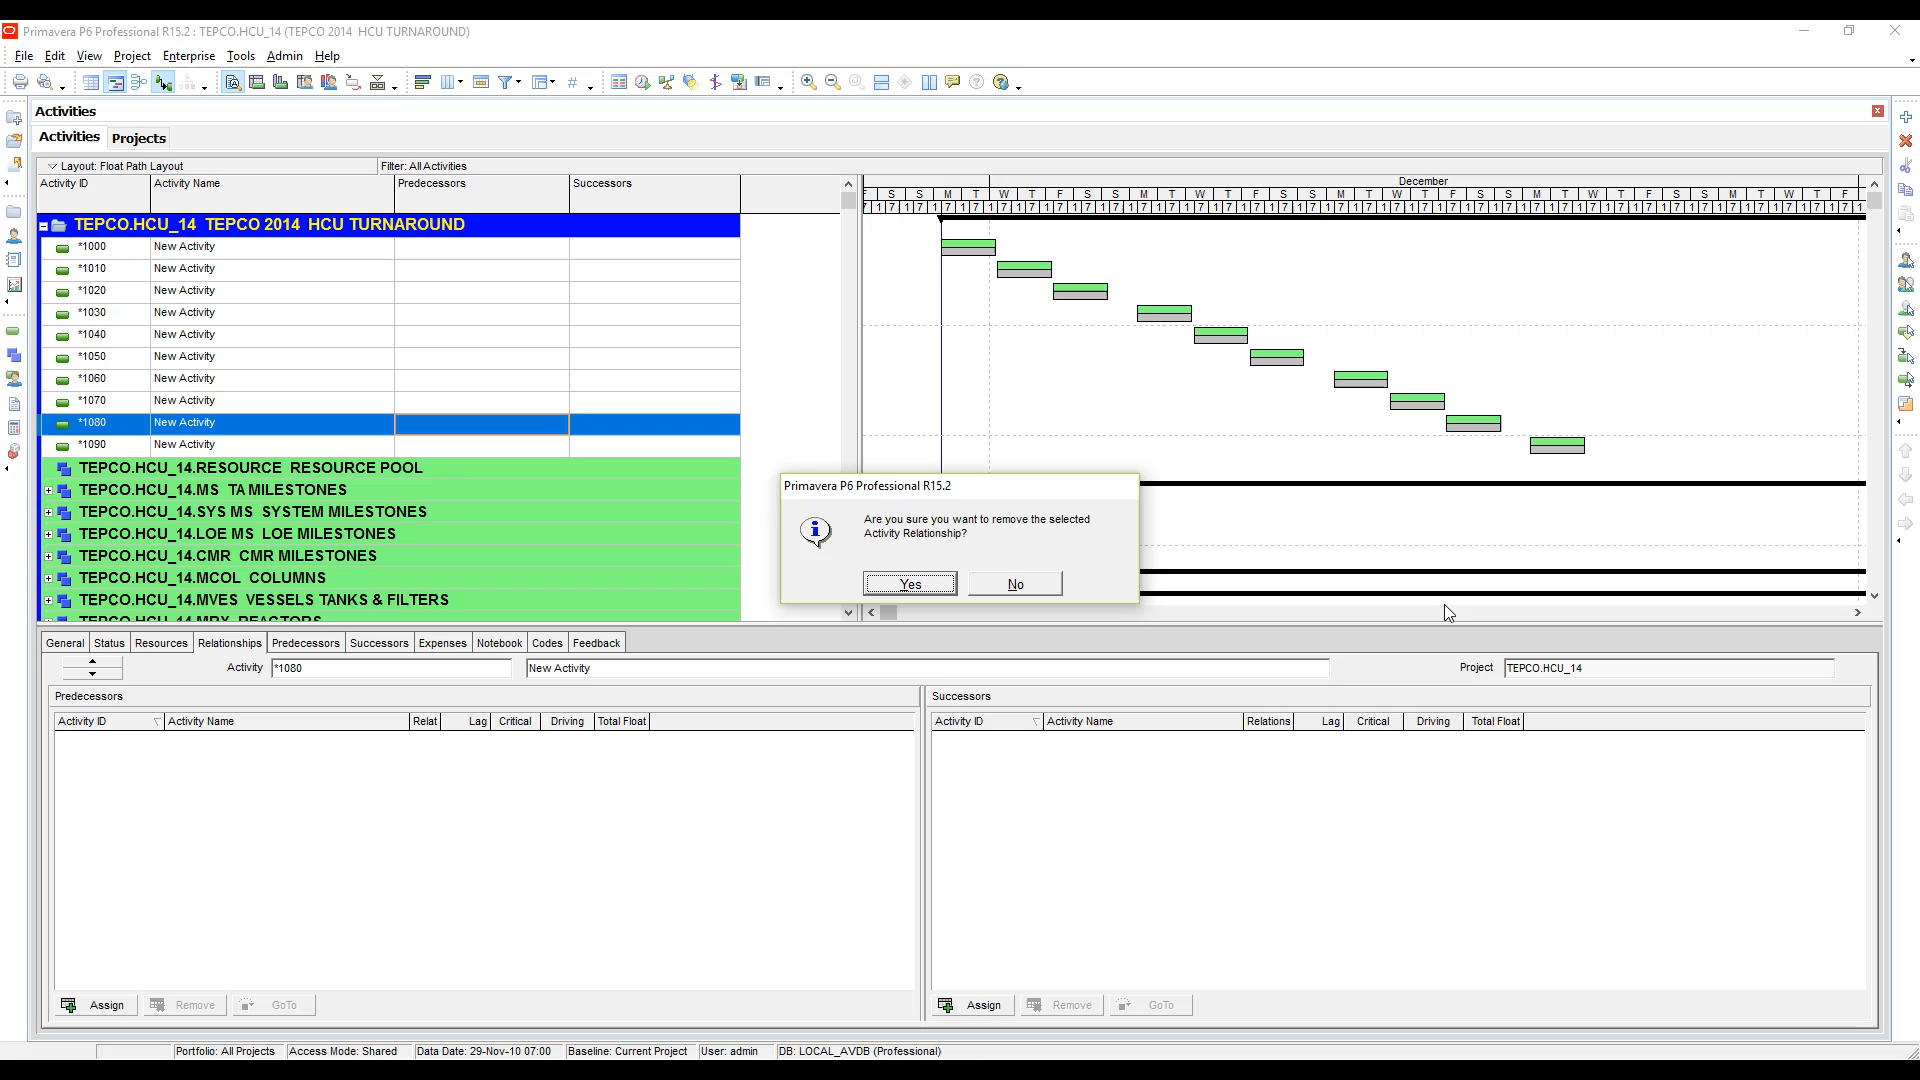 Primavera P6 Professional R15.2 : TEPCO.HCU_14 (TEPCO 2014  HCU TURNAROUND)
File Edit View Project Enterprise Tools Admin Help
Activities
Activities Projects
Layout: Float Path Layout Filter: All Activities
Activity ID Activity Name Predecessors Successors
December
S S M T W T F S S M T W T F S S M T W T F S S M T W T F S S M T W T F
TEPCO.HCU_14  TEPCO 2014  HCU TURNAROUND
*1000 New Activity
*1010 New Activity
*1020 New Activity
*1030 New Activity
*1040 New Activity
*1050 New Activity
*1060 New Activity
*1070 New Activity
*1080 New Activity
*1090 New Activity
TEPCO.HCU_14.RESOURCE  RESOURCE POOL
TEPCO.HCU_14.MS  TA MILESTONES
TEPCO.HCU_14.SYS MS  SYSTEM MILESTONES
TEPCO.HCU_14.LOE MS  LOE MILESTONES
TEPCO.HCU_14.CMR  CMR MILESTONES
TEPCO.HCU_14.MCOL  COLUMNS
TEPCO.HCU_14.MVES  VESSELS TANKS & FILTERS
TEPCO.HCU_14.MRX  REACTORS
Primavera P6 Professional R15.2
Are you sure you want to remove the selected
Activity Relationship?
Yes No
General Status Resources Relationships Predecessors Successors Expenses Notebook Codes Feedback
Activity *1080 New Activity Project TEPCO.HCU_14
Predecessors Successors
Activity ID Activity Name Relat Lag Critical Driving Total Float Activity ID Activity Name Relations Lag Critical Driving Total Float
Assign Remove GoTo Assign Remove GoTo
Portfolio: All Projects Access Mode: Shared Data Date: 29-Nov-10 07:00 Baseline: Current Project User: admin DB: LOCAL_AVDB (Professional)